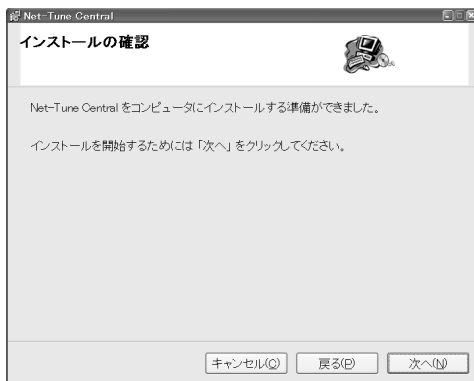 Net-Tune Central
インストールの確認
Net-Tune Central をコンピュータにインストールする準備ができました。
インストールを開始するためには「次へ」をクリックしてください。
キャンセル(C)
戻る(P)
次へ(N)